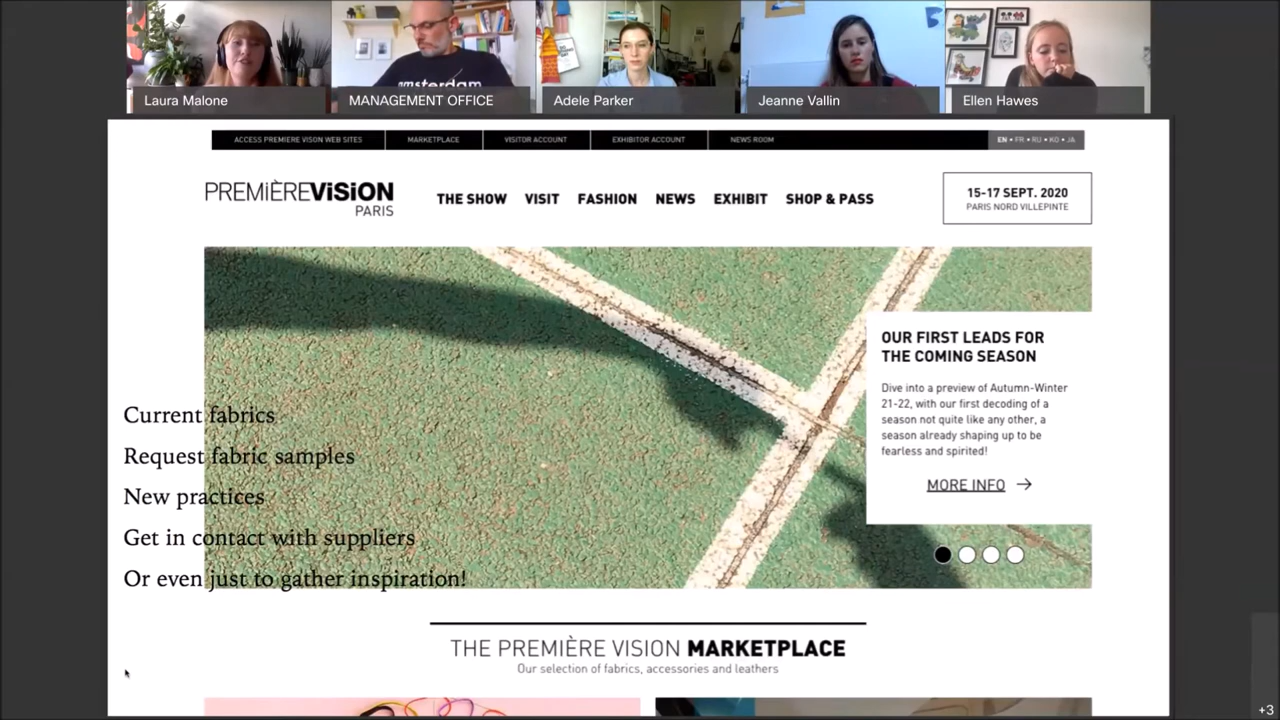 amsterdam
Laura Malone
MANAGEMENT OFFICE
Adele Parker
Jeanne Vallin
Ellen Hawes
ACCESS PREMIERE VISON WEB SITES
MARKETPLACE
VISITOR ACCOUNT
EXHIBITOR ACCOUNT
NEWS ROOM
EN • FR • RU • KO • JA
PREMIÈREVISION
PARIS
THE SHOW
VISIT
FASHION
NEWS
EXHIBIT
SHOP & PASS
15-17 SEPT. 2020
PARIS NORD VILLEPINTE
OUR FIRST LEADS FOR
THE COMING SEASON
Dive into a preview of Autumn-Winter
21-22, with our first decoding of a
season not quite like any other, a
season already shaping up to be
fearless and spirited!
MORE INFO
Current fabrics
Request fabric samples
New practices
Get in contact with suppliers
Or even just to gather inspiration!
THE PREMIÈRE VISION MARKETPLACE
Our selection of fabrics, accessories and leathers
+3